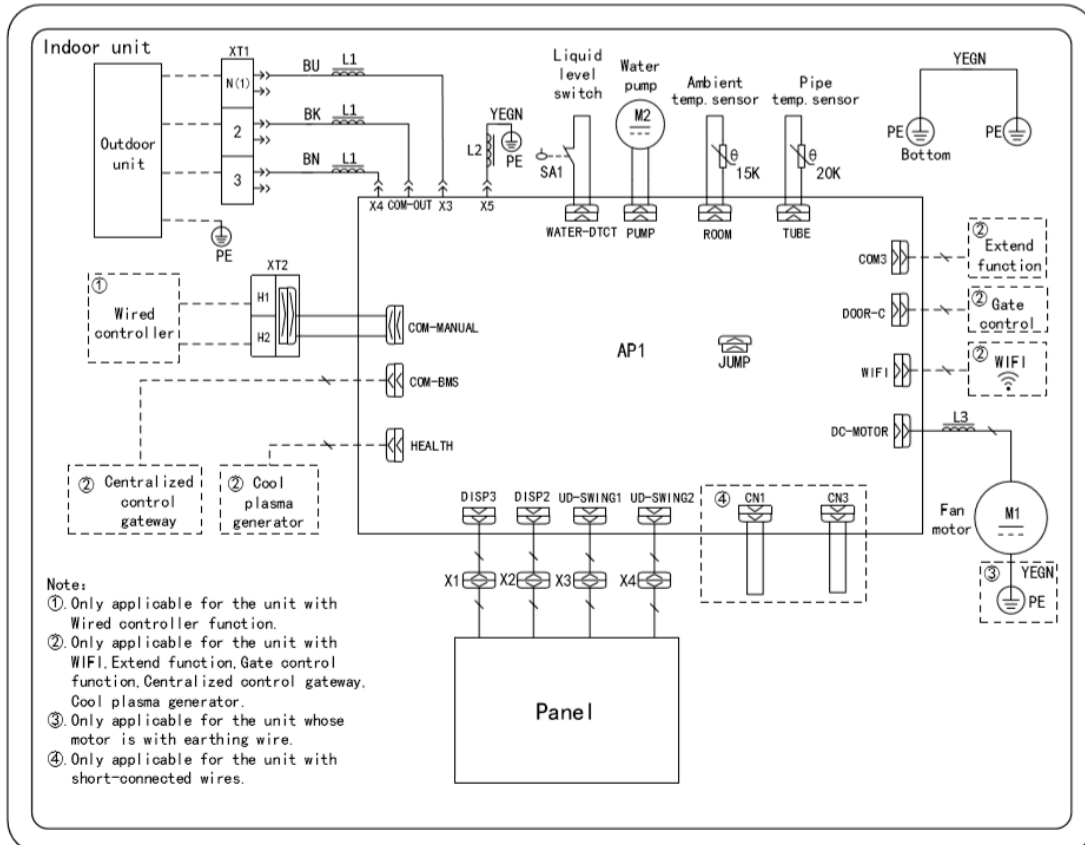 Indoor unit
XT1
N(1)
2
3
BU
L1
BK
L1
BN
L1
Outdoor
unit
PE
X4
COM-OUT
X3
X5
L2
YEGN
PE
Liquid
level
switch
SA1
WATER-DTCT
Water
pump
M2
PUMP
Ambient
temp. sensor
θ
15K
ROOM
Pipe
temp. sensor
θ
20K
TUBE
YEGN
PE
Bottom
PE
①
Wired
controller
XT2
H1
H2
COM-MANUAL
COM-BMS
HEALTH
AP1
JUMP
COM3
DOOR-C
WIFI
DC-MOTOR
② Extend
function
② Gate
control
② WIFI
L3
Fan
motor
M1
③ YEGN
PE
② Centralized
control
gateway
② Cool
plasma
generator
DISP3
DISP2
UD-SWING1
UD-SWING2
④ CN1
CN3
X1
X2
X3
X4
Panel
Note:
①. Only applicable for the unit with
Wired controller function.
②. Only applicable for the unit with
WIFI, Extend function, Gate control
function, Centralized control gateway,
Cool plasma generator.
③. Only applicable for the unit whose
motor is with earthing wire.
④. Only applicable for the unit with
short-connected wires.